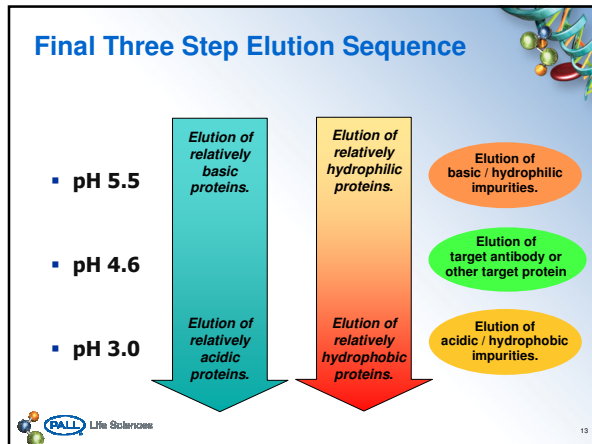 Final Three Step Elution Sequence
▪ pH 5.5
▪ pH 4.6
▪ pH 3.0
Elution of
relatively
basic
proteins.
Elution of
relatively
acidic
proteins.
Elution of
relatively
hydrophilic
proteins.
Elution of
relatively
hydrophobic
proteins.
Elution of
basic / hydrophilic
impurities.
Elution of
target antibody or
other target protein
Elution of
acidic / hydrophobic
impurities.
PALL Life Sciences
13